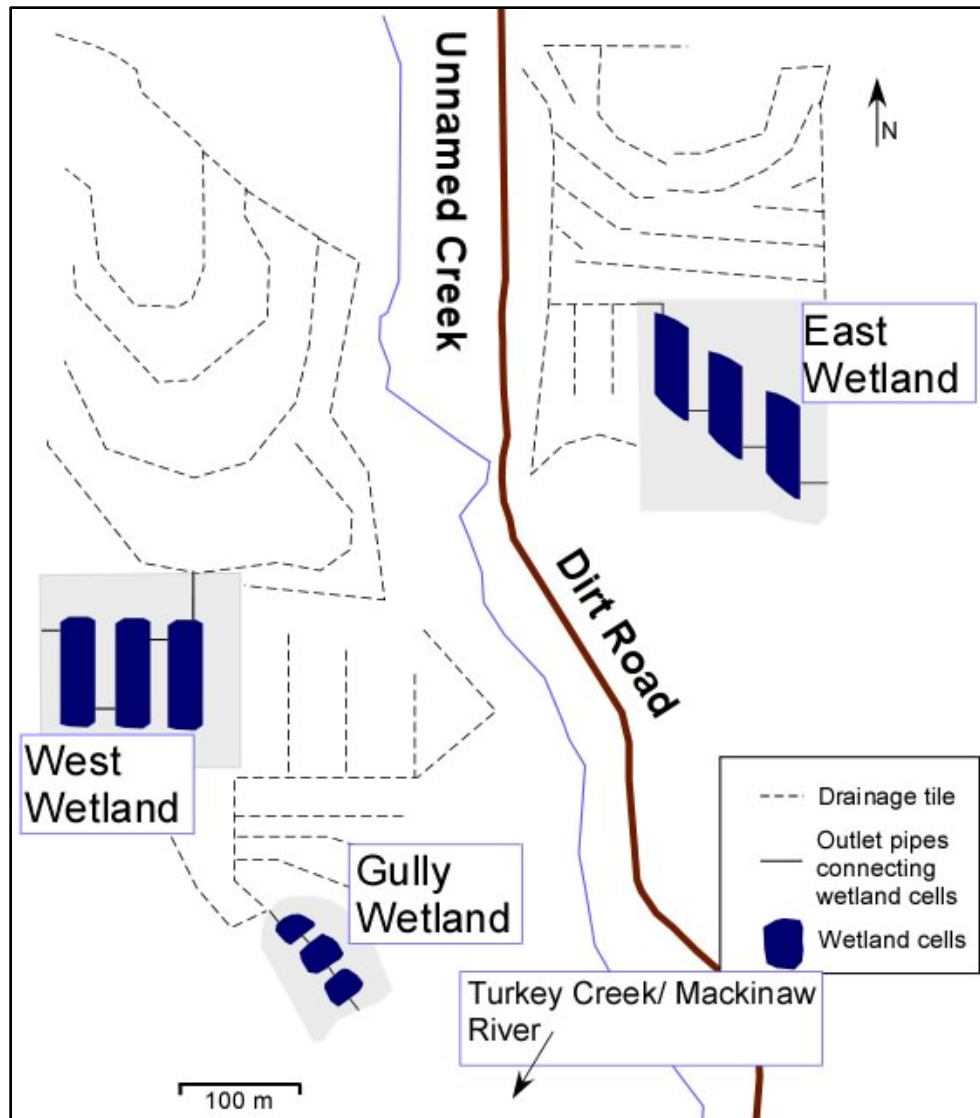 Unnamed Creek
N
East
Wetland
Dirt Road
West
Wetland
Gully
Wetland
Drainage tile
Outlet pipes
connecting
wetland cells
Wetland cells
Turkey Creek/ Mackinaw
River
100 m